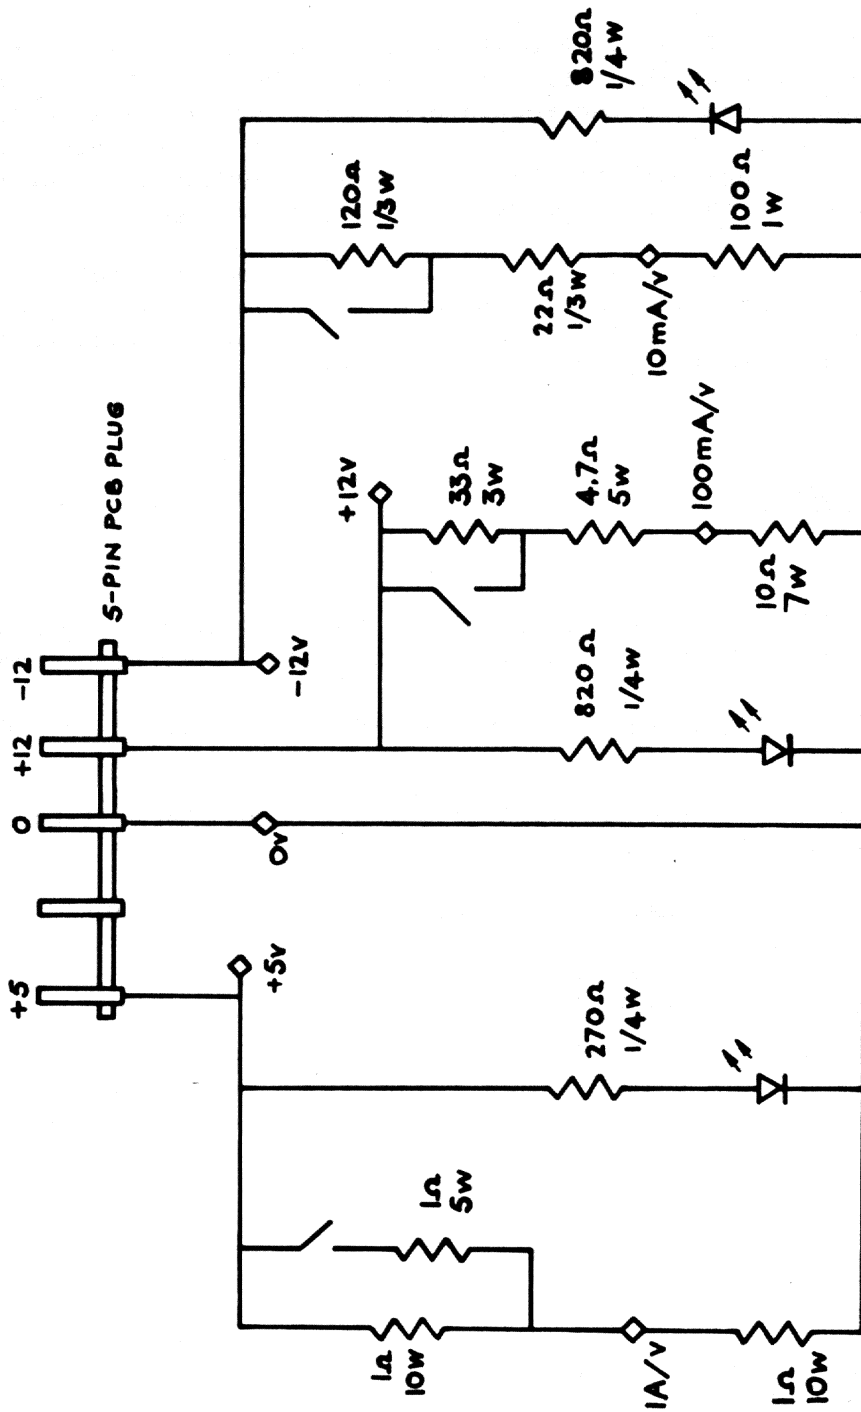 -12
+12
0
+5
5-PIN PCB PLUG
-12V
+12V
0V
+5V
820Ω
1/4W
120Ω
1/3W
22Ω
1/3W
10mA/V
100Ω
1W
33Ω
3W
4.7Ω
5W
100mA/V
10Ω
7W
820Ω
1/4W
270Ω
1/4W
1Ω
5W
1Ω
10W
1A/V
1Ω
10W